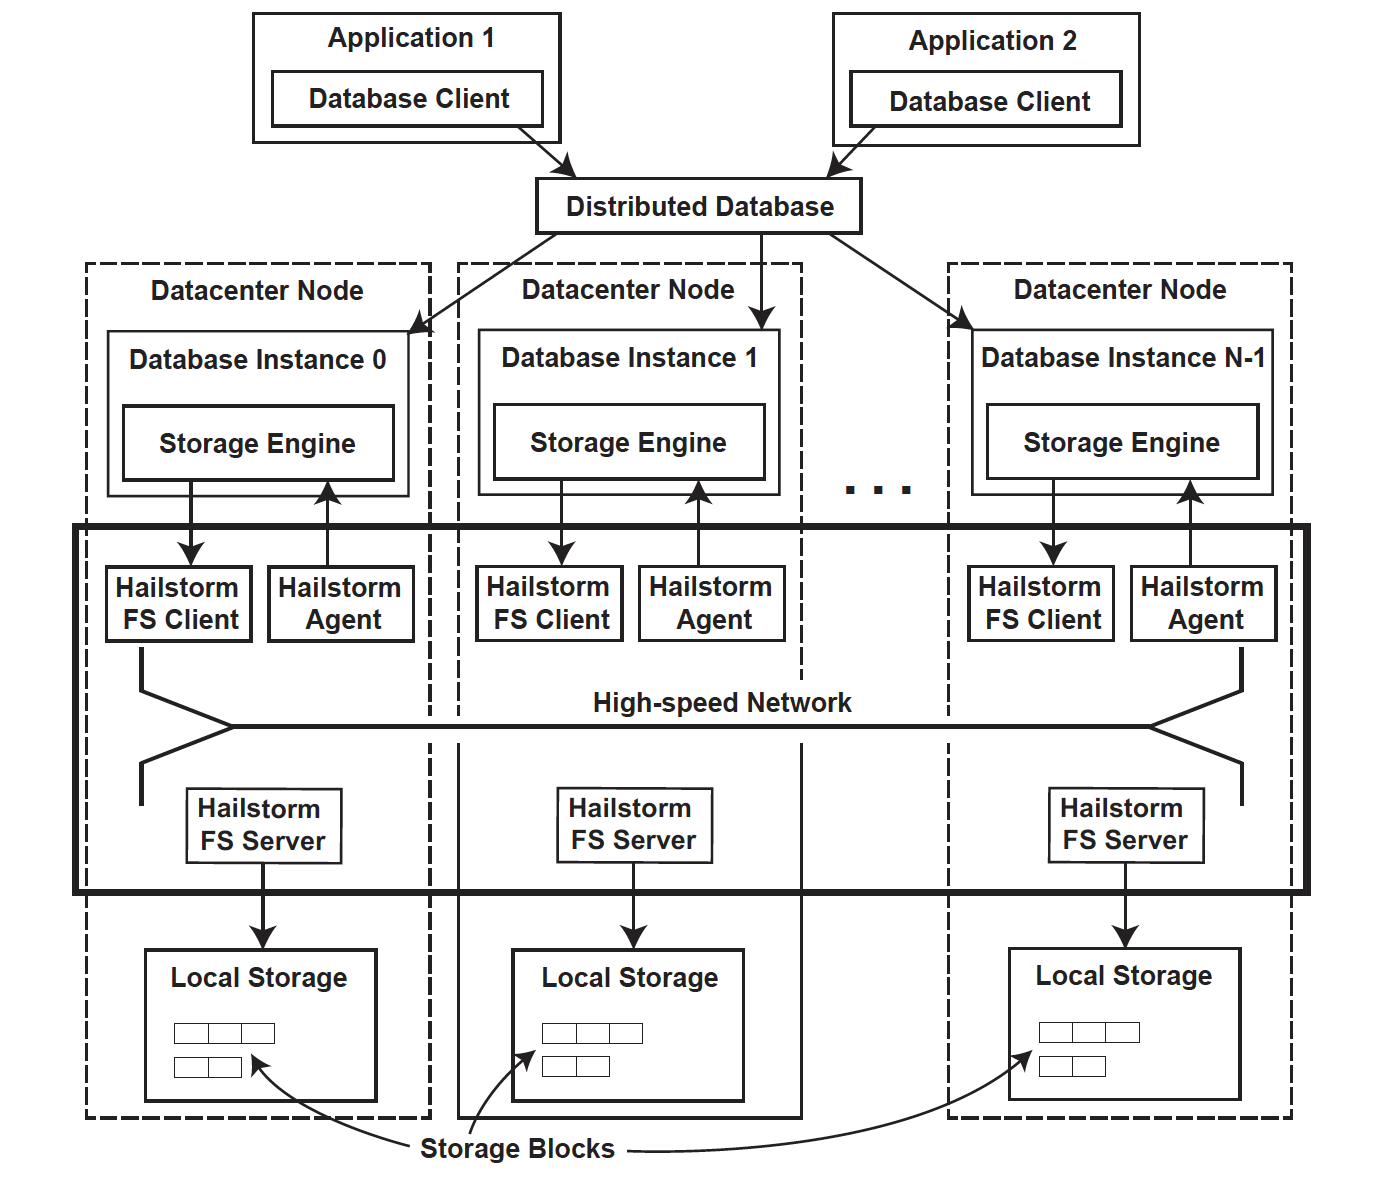 Application 1
Database Client
Application 2
Database Client
Distributed Database
Datacenter Node
Datacenter Node
Datacenter Node
Database Instance 0
Database Instance 1
Database Instance N-1
Storage Engine
Storage Engine
Storage Engine
. . .
Hailstorm
FS Client
Hailstorm
Agent
Hailstorm
FS Client
Hailstorm
Agent
Hailstorm
FS Client
Hailstorm
Agent
High-speed Network
Hailstorm
FS Server
Hailstorm
FS Server
Hailstorm
FS Server
Local Storage
Local Storage
Local Storage
Storage Blocks